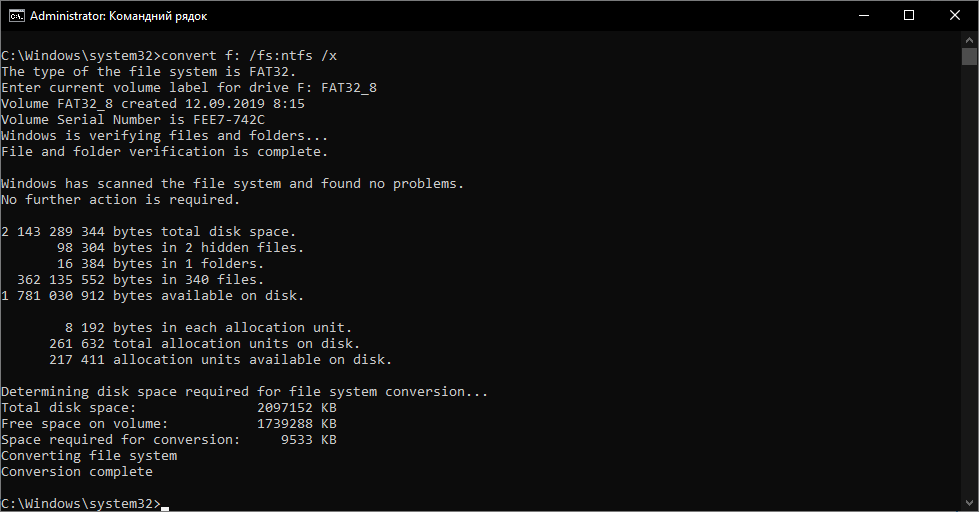 Administrator: Командний рядок
C:\Windows\system32>convert f: /fs:ntfs /x
The type of the file system is FAT32.
Enter current volume label for drive F: FAT32_8
Volume FAT32_8 created 12.09.2019 8:15
Volume Serial Number is FEE7-742C
Windows is verifying files and folders...
File and folder verification is complete.
Windows has scanned the file system and found no problems.
No further action is required.
2 143 289 344 bytes total disk space.
98 304 bytes in 2 hidden files.
16 384 bytes in 1 folders.
362 135 552 bytes in 340 files.
1 781 030 912 bytes available on disk.
8 192 bytes in each allocation unit.
261 632 total allocation units on disk.
217 411 allocation units available on disk.
Determining disk space required for file system conversion...
Total disk space: 2097152 KB
Free space on volume: 1739288 KB
Space required for conversion: 9533 KB
Converting file system
Conversion complete
C:\Windows\system32>